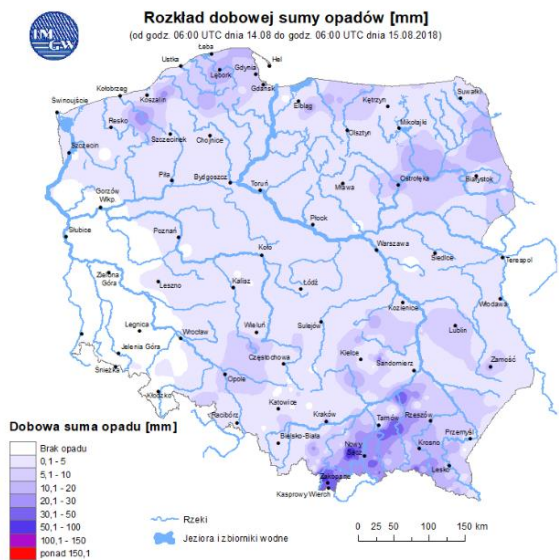 Rozkład dobowej sumy opadów [mm]
(od godz. 06:00 UTC dnia 14.08 do godz. 06:00 UTC dnia 15.08.2018)
IM
GW
Łeba
Ustka
Lębork
Gdynia
Hel
Gdańsk
Kołobrzeg
Koszalin
Elbląg
Kętrzyn
Suwałki
Świnoujście
Resko
Mikołajki
Szczecinek
Chojnice
Olsztyn
Szczecin
Piła
Bydgoszcz
Toruń
Mława
Ostrołęka
Białystok
Gorzów
Wlkp.
Płock
Słubice
Poznań
Koło
Warszawa
Siedlce
Terespol
Zielona
Góra
Leszno
Kalisz
Łódź
Kozienice
Włodawa
Legnica
Wrocław
Wieluń
Sulejów
Lublin
Jelenia Góra
Śnieżka
Częstochowa
Kielce
Sandomierz
Zamość
Kłodzko
Opole
Katowice
Racibórz
Kraków
Tarnów
Rzeszów
Przemyśl
Bielsko-Biała
Nowy
Sącz
Krosno
Lesko
Zakopane
Kasprowy Wierch
Dobowa suma opadu [mm]
Brak opadu
0,1 - 5
5,1 - 10
10,1 - 20
20,1 - 30
30,1 - 50
50,1 - 100
100,1 - 150
ponad 150,1
Rzeki
Jeziora i zbiorniki wodne
0 25 50 100 150 km